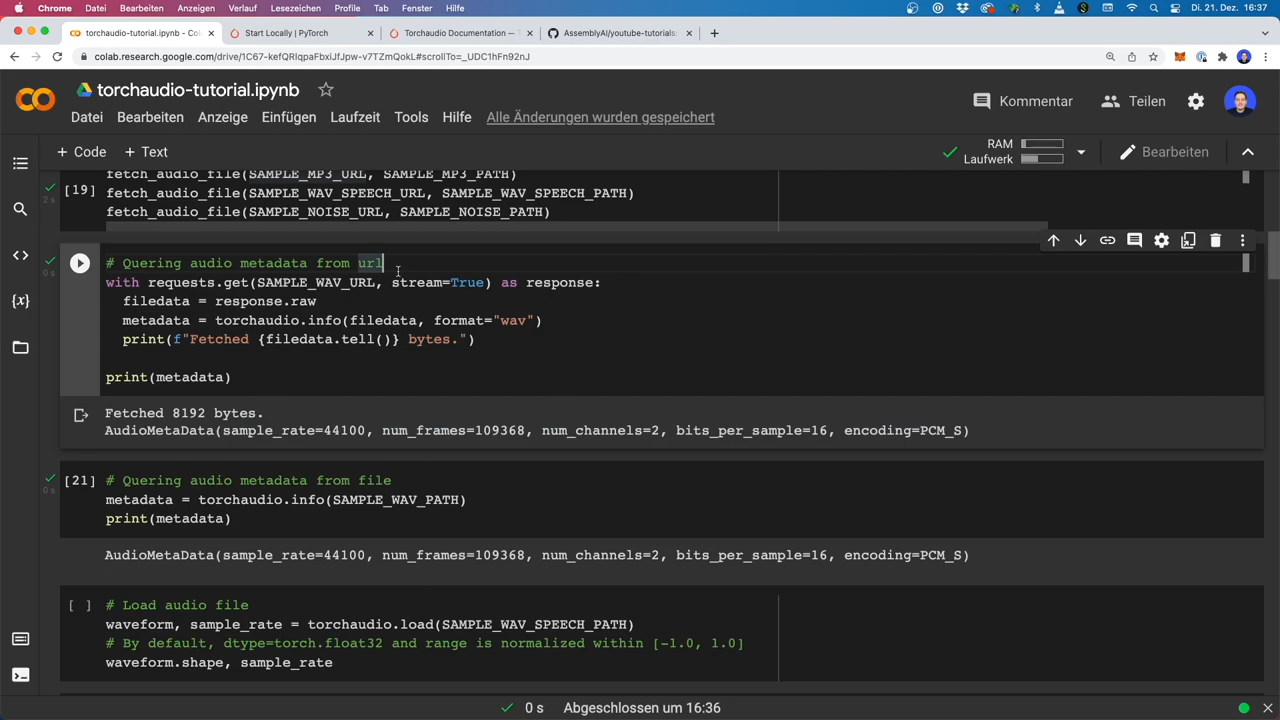 Chrome Datei Bearbeiten Anzeigen Verlauf Lesezeichen Profile Tab Fenster Hilfe Di. 21. Dez. 16:37
torchaudio-tutorial.ipynb - Co Start Locally | PyTorch Torchaudio Documentation — T AssemblyAI/youtube-tutorials:
colab.research.google.com/drive/1C67-kefQRIqpaFbxiJfJpw-v7TZmQokL#scrollTo=_UDC1hFn92nJ
torchaudio-tutorial.ipynb
Kommentar Teilen
Datei Bearbeiten Anzeige Einfügen Laufzeit Tools Hilfe Alle Änderungen wurden gespeichert
+ Code + Text
RAM
Laufwerk
Bearbeiten
fetch_audio_file(SAMPLE_MP3_URL, SAMPLE_MP3_PATH)
[19] fetch_audio_file(SAMPLE_WAV_SPEECH_URL, SAMPLE_WAV_SPEECH_PATH)
2 s
fetch_audio_file(SAMPLE_NOISE_URL, SAMPLE_NOISE_PATH)
# Quering audio metadata from url
0 s
with requests.get(SAMPLE_WAV_URL, stream=True) as response:
filedata = response.raw
metadata = torchaudio.info(filedata, format="wav")
print(f"Fetched {filedata.tell()} bytes.")
print(metadata)
Fetched 8192 bytes.
AudioMetaData(sample_rate=44100, num_frames=109368, num_channels=2, bits_per_sample=16, encoding=PCM_S)
[21] # Quering audio metadata from file
0 s
metadata = torchaudio.info(SAMPLE_WAV_PATH)
print(metadata)
AudioMetaData(sample_rate=44100, num_frames=109368, num_channels=2, bits_per_sample=16, encoding=PCM_S)
[ ] # Load audio file
waveform, sample_rate = torchaudio.load(SAMPLE_WAV_SPEECH_PATH)
# By default, dtype=torch.float32 and range is normalized within [-1.0, 1.0]
waveform.shape, sample_rate
0 s Abgeschlossen um 16:36